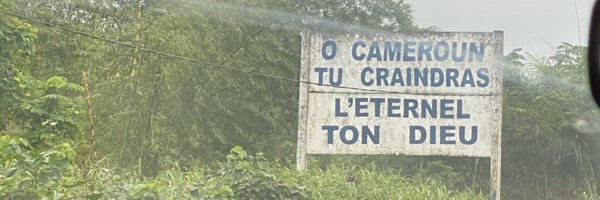 O CAMEROUN
TU CRAINDRAS
L'ETERNEL
TON DIEU